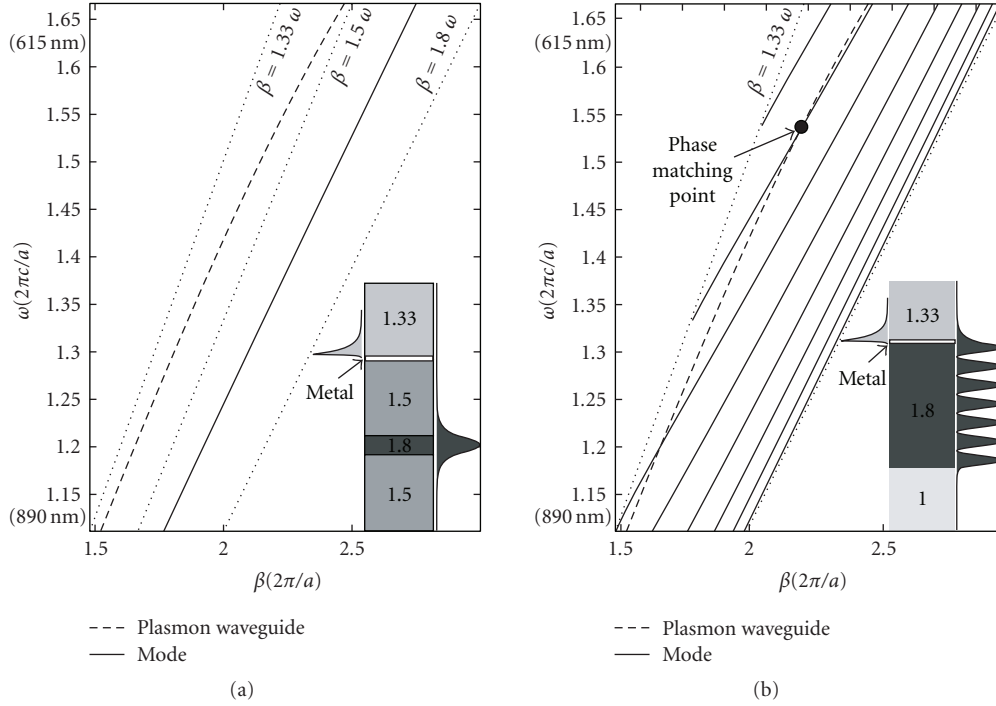 1.65
(615 nm)
1.6
1.55
1.5
1.45
1.4
1.35
1.3
1.25
1.2
1.15
(890 nm)
ω(2πc/a)
1.5
2
2.5
β(2π/a)
β = 1.33 ω
β = 1.5 ω
β = 1.8 ω
1.33
Metal
1.5
1.8
1.5
Plasmon waveguide
Mode
(a)
1.65
(615 nm)
1.6
1.55
1.5
1.45
1.4
1.35
1.3
1.25
1.2
1.15
(890 nm)
ω(2πc/a)
1.5
2
2.5
β(2π/a)
β = 1.33 ω
Phase
matching
point
1.33
Metal
1.8
1
Plasmon waveguide
Mode
(b)